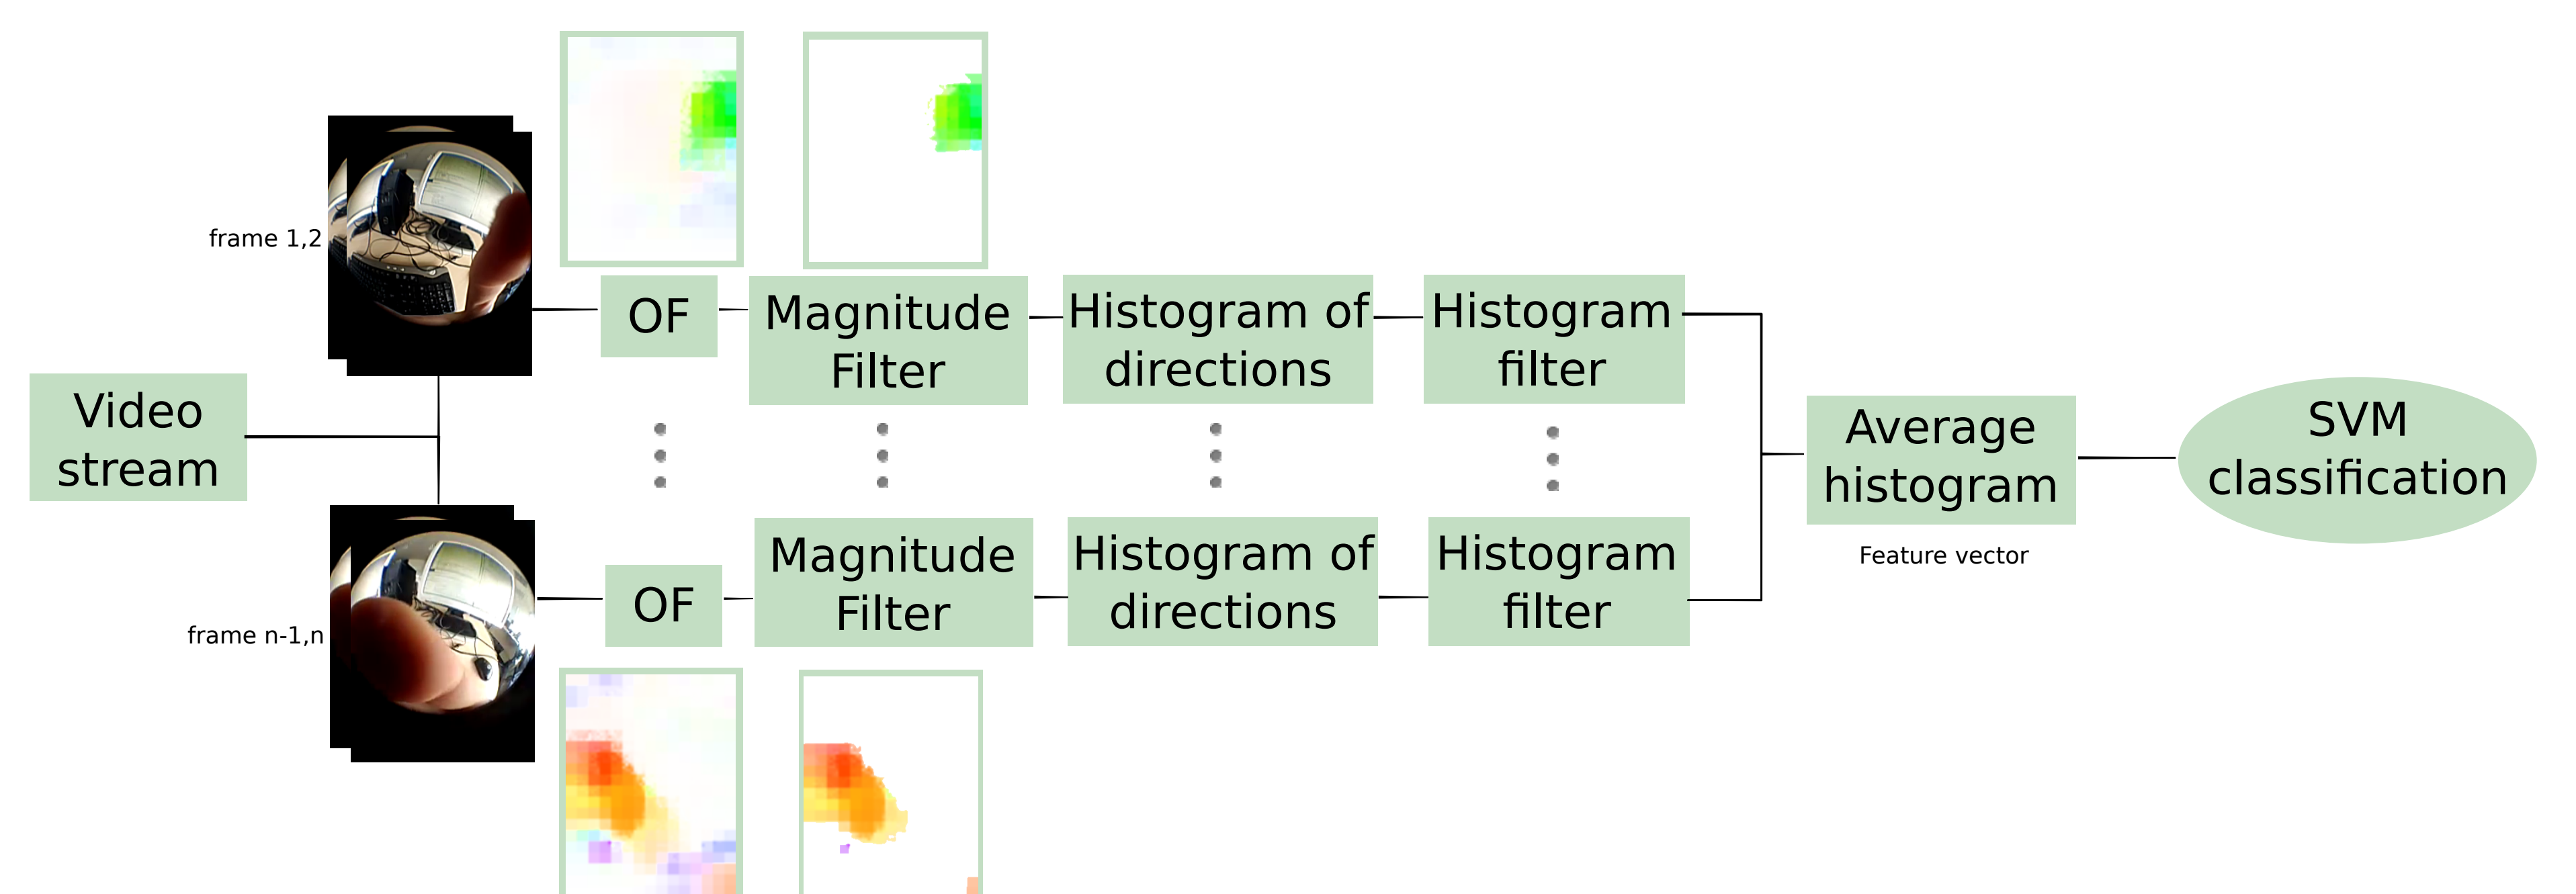 frame 1,2
OF
Magnitude
Filter
Histogram of
directions
Histogram
filter
Video
stream
Average
histogram
Feature vector
SVM
classification
frame n-1,n
OF
Magnitude
Filter
Histogram of
directions
Histogram
filter